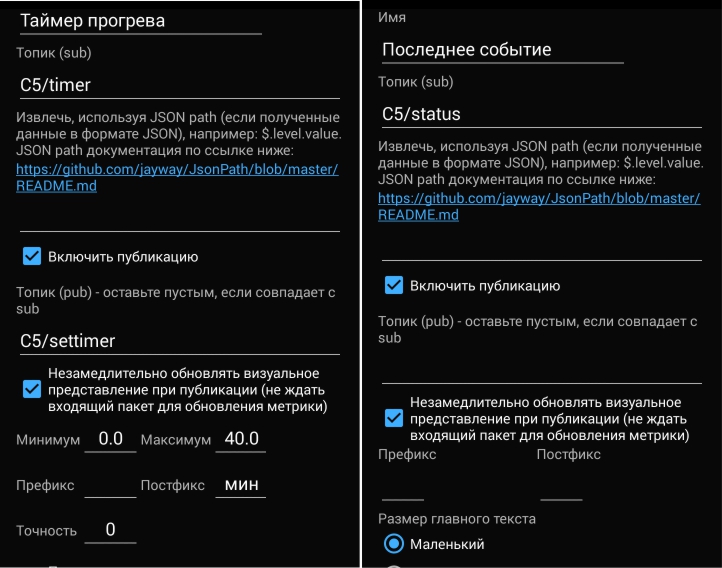 Таймер прогрева
Топик (sub)
C5/timer
Извлечь, используя JSON path (если полученные
данные в формате JSON), например: $.level.value.
JSON path документация по ссылке ниже:
https://github.com/jayway/JsonPath/blob/master/
README.md
Включить публикацию
Топик (pub) - оставьте пустым, если совпадает с
sub
C5/settimer
Незамедлительно обновлять визуальное
представление при публикации (не ждать
входящий пакет для обновления метрики)
Минимум 0.0 Максимум 40.0
Префикс Постфикс мин
Точность 0
Имя
Последнее событие
Топик (sub)
C5/status
Извлечь, используя JSON path (если полученные
данные в формате JSON), например: $.level.value.
JSON path документация по ссылке ниже:
https://github.com/jayway/JsonPath/blob/master/
README.md
Включить публикацию
Топик (pub) - оставьте пустым, если совпадает с
sub
Незамедлительно обновлять визуальное
представление при публикации (не ждать
входящий пакет для обновления метрики)
Префикс Постфикс
Размер главного текста
Маленький